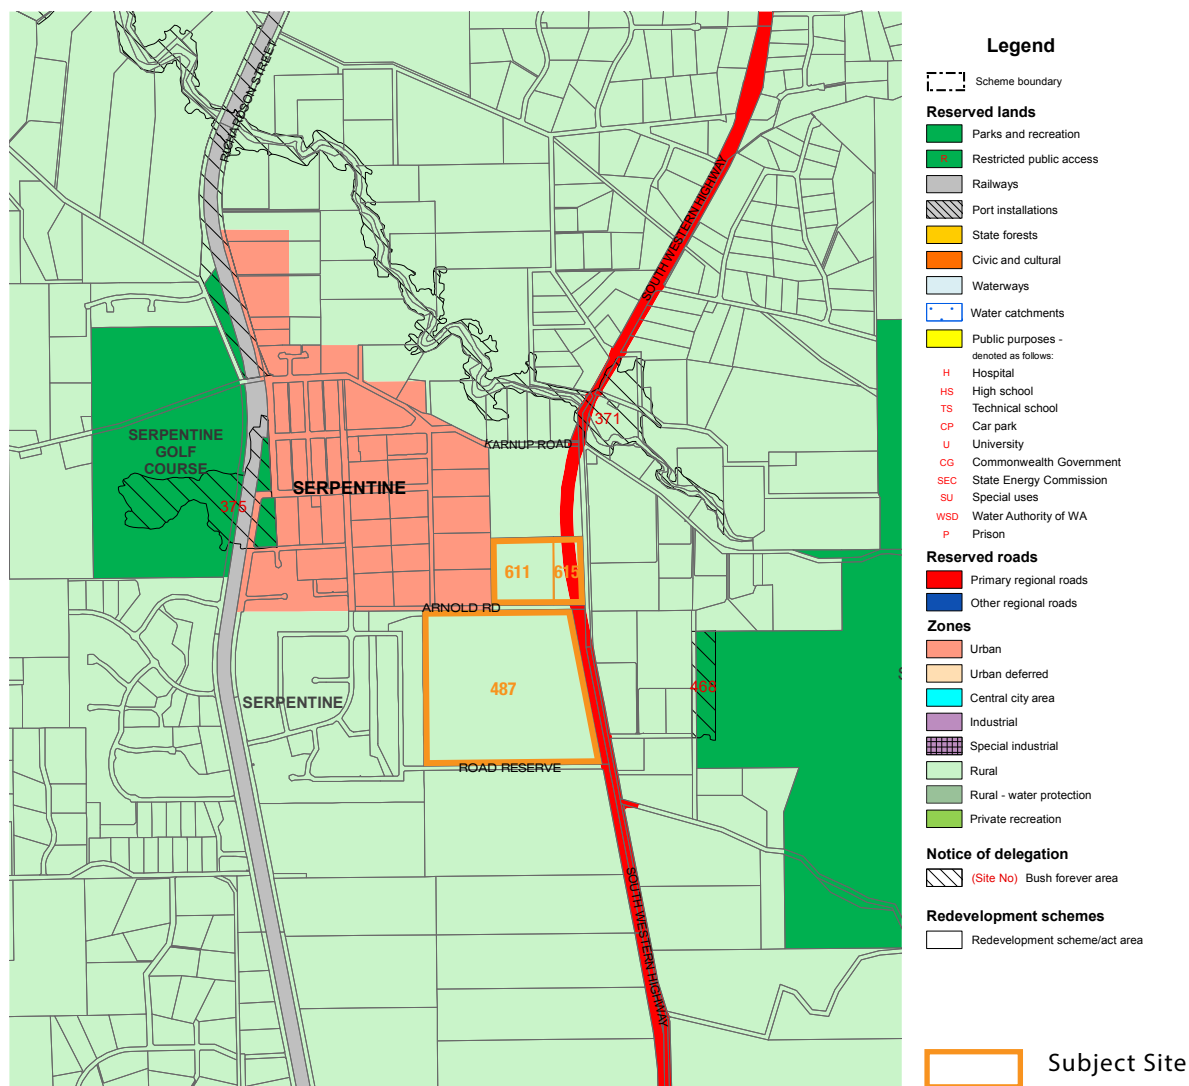 RICHARDSON STREET
SOUTH WESTERN HIGHWAY
371
KARNUP ROAD
SERPENTINE
GOLF
COURSE
SERPENTINE
375
611
615
ARNOLD RD
487
468
SERPENTINE
ROAD RESERVE
SOUTH WESTERN HIGHWAY
Legend
Scheme boundary
Reserved lands
Parks and recreation
R Restricted public access
Railways
Port installations
State forests
Civic and cultural
Waterways
Water catchments
Public purposes -
denoted as follows:
H Hospital
HS High school
TS Technical school
CP Car park
U University
CG Commonwealth Government
SEC State Energy Commission
SU Special uses
WSD Water Authority of WA
P Prison
Reserved roads
Primary regional roads
Other regional roads
Zones
Urban
Urban deferred
Central city area
Industrial
Special industrial
Rural
Rural - water protection
Private recreation
Notice of delegation
(Site No) Bush forever area
Redevelopment schemes
Redevelopment scheme/act area
Subject Site